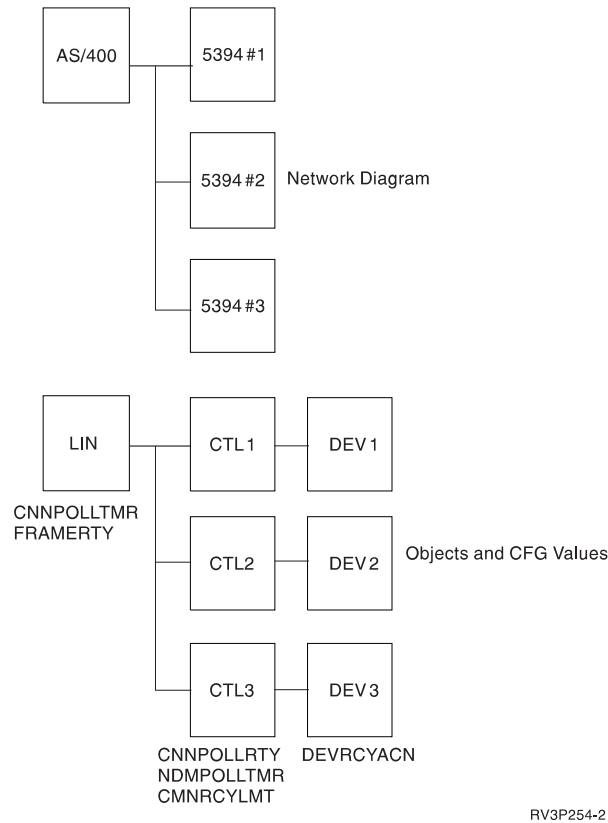 AS/400
5394 #1
5394 #2
Network Diagram
5394 #3
LIN
CTL1
DEV1
CNNPOLLTMR
FRAMERTY
CTL2
DEV2
Objects and CFG Values
CTL3
DEV3
CNNPOLLRTY
NDMPOLLTMR
CMNRCYLMT
DEVRCYACN
RV3P254-2